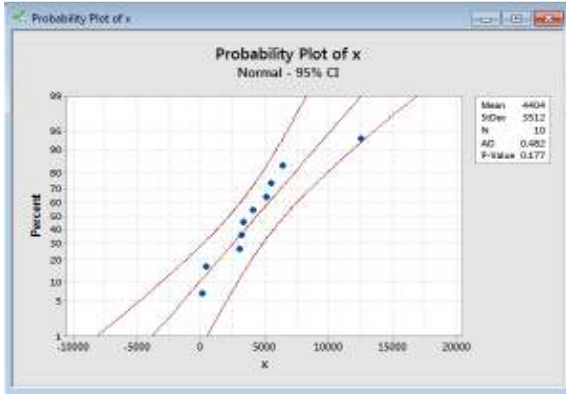 Probability Plot of x
Probability Plot of x
Normal - 95% CI
99
95
90
80
70
60
50
40
30
20
10
5
1
Percent
-10000 -5000 0 5000 10000 15000 20000
x
Mean 4404
StDev 3512
N 10
AD 0.482
P-Value 0.177